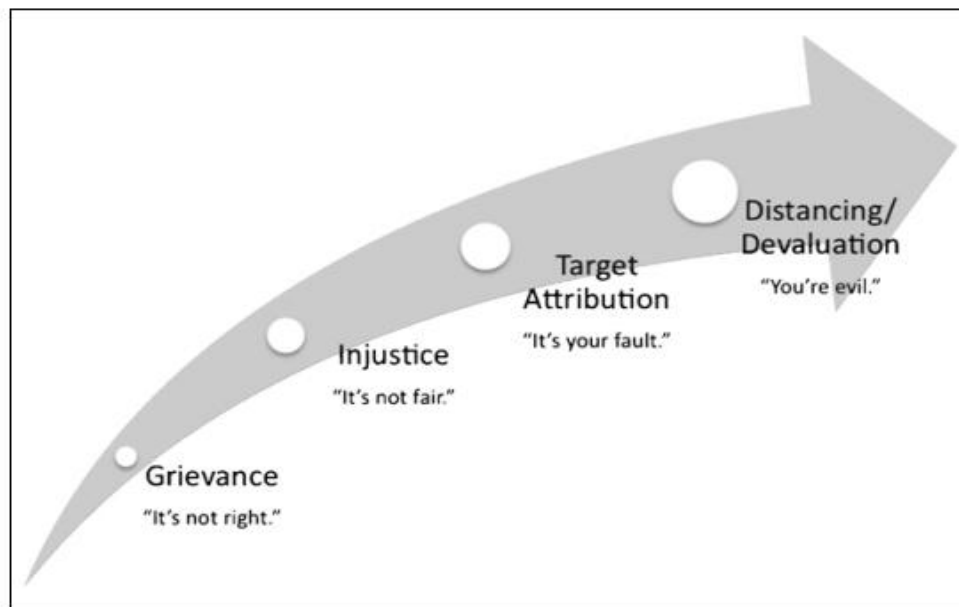 Grievance
“It’s not right.”
Injustice
“It’s not fair.”
Target
Attribution
“It’s your fault.”
Distancing/
Devaluation
“You’re evil.”